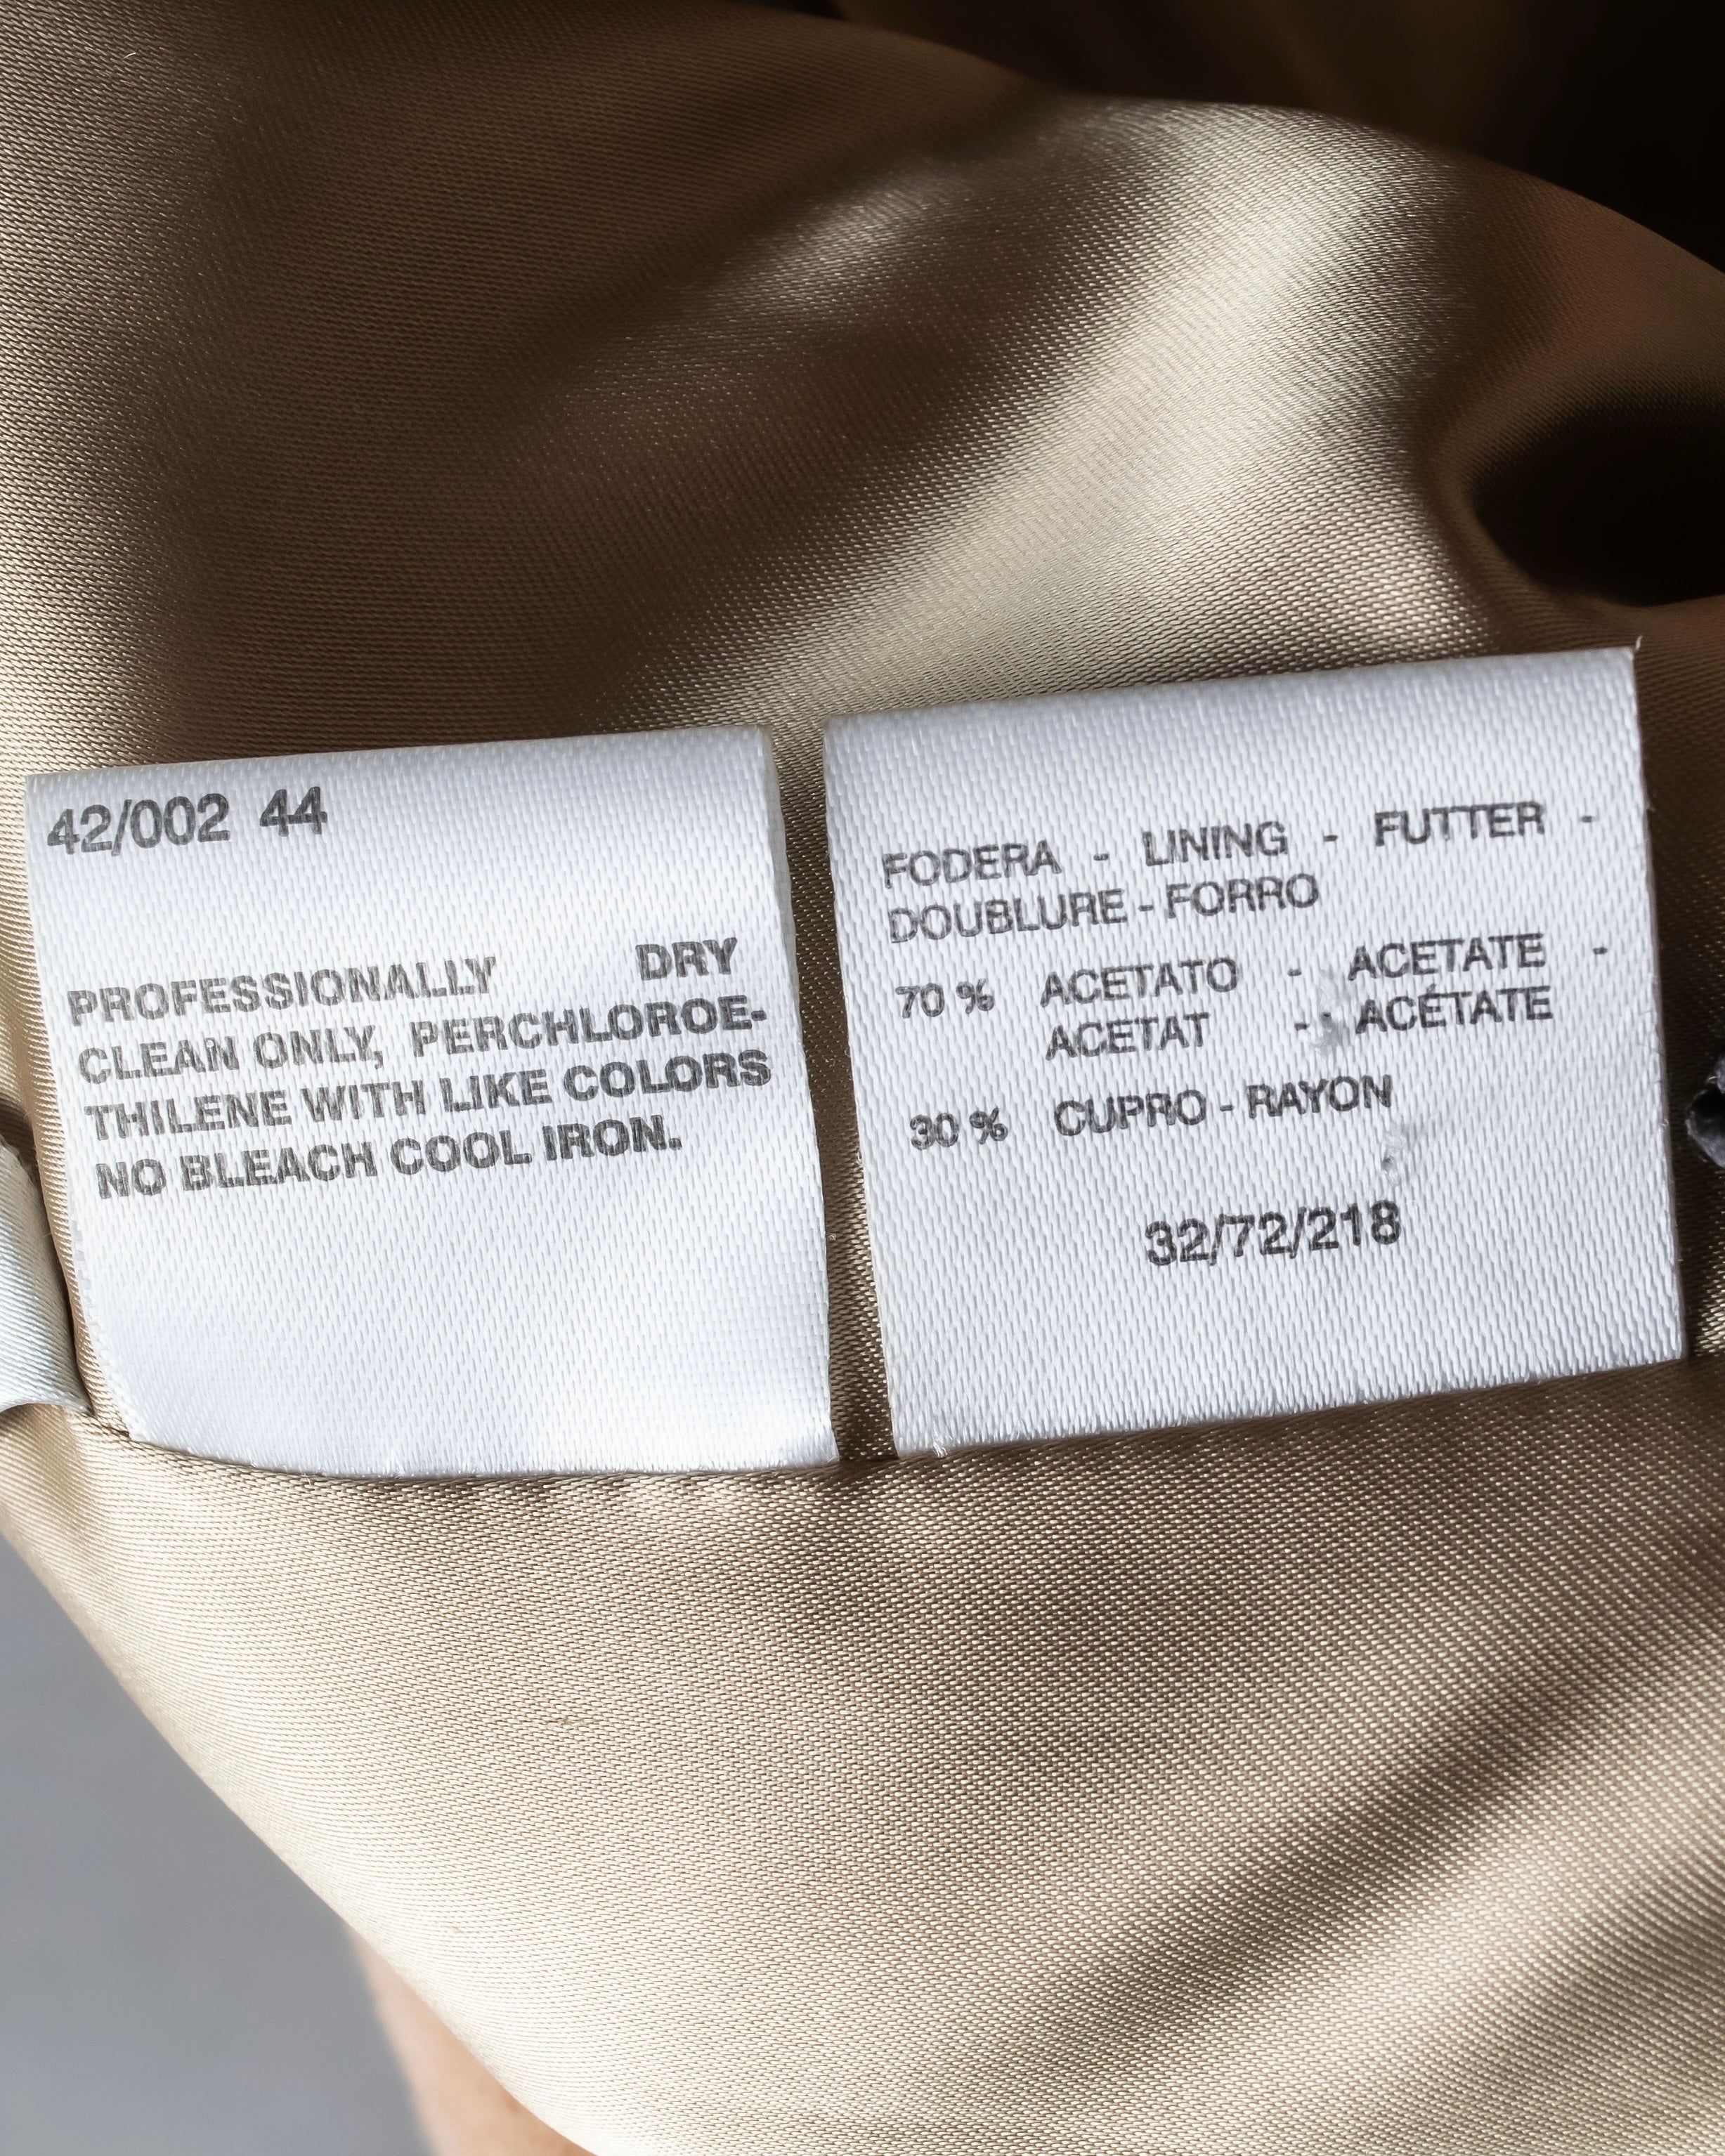 42/002 44
PROFESSIONALLY DRY
CLEAN ONLY, PERCHLOROE-
THILENE WITH LIKE COLORS
NO BLEACH COOL IRON.
FODERA - LINING - FUTTER -
DOUBLURE - FORRO
70 % ACETATO - ACETATE -
ACETAT - ACÉTATE
30 % CUPRO - RAYON
32/72/218